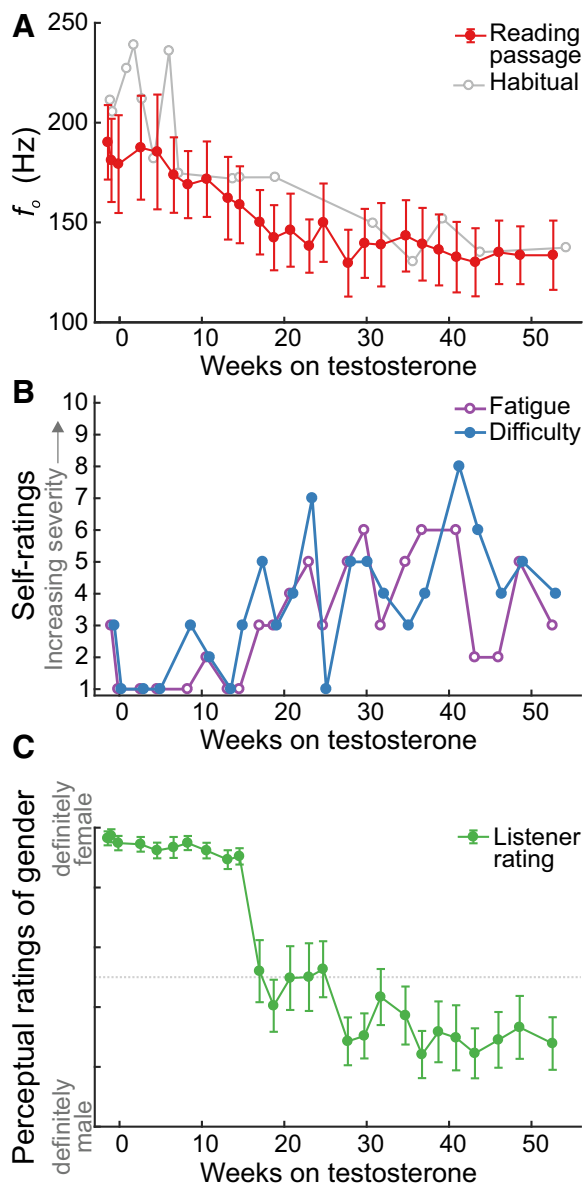 A
Reading
passage
Habitual
fo (Hz)
250
200
150
100
0 10 20 30 40 50
Weeks on testosterone
B
Fatigue
Difficulty
Self-ratings
Increasing severity
10
9
8
7
6
5
4
3
2
1
0 10 20 30 40 50
Weeks on testosterone
C
Listener
rating
Perceptual ratings of gender
definitely
female
definitely
male
0 10 20 30 40 50
Weeks on testosterone